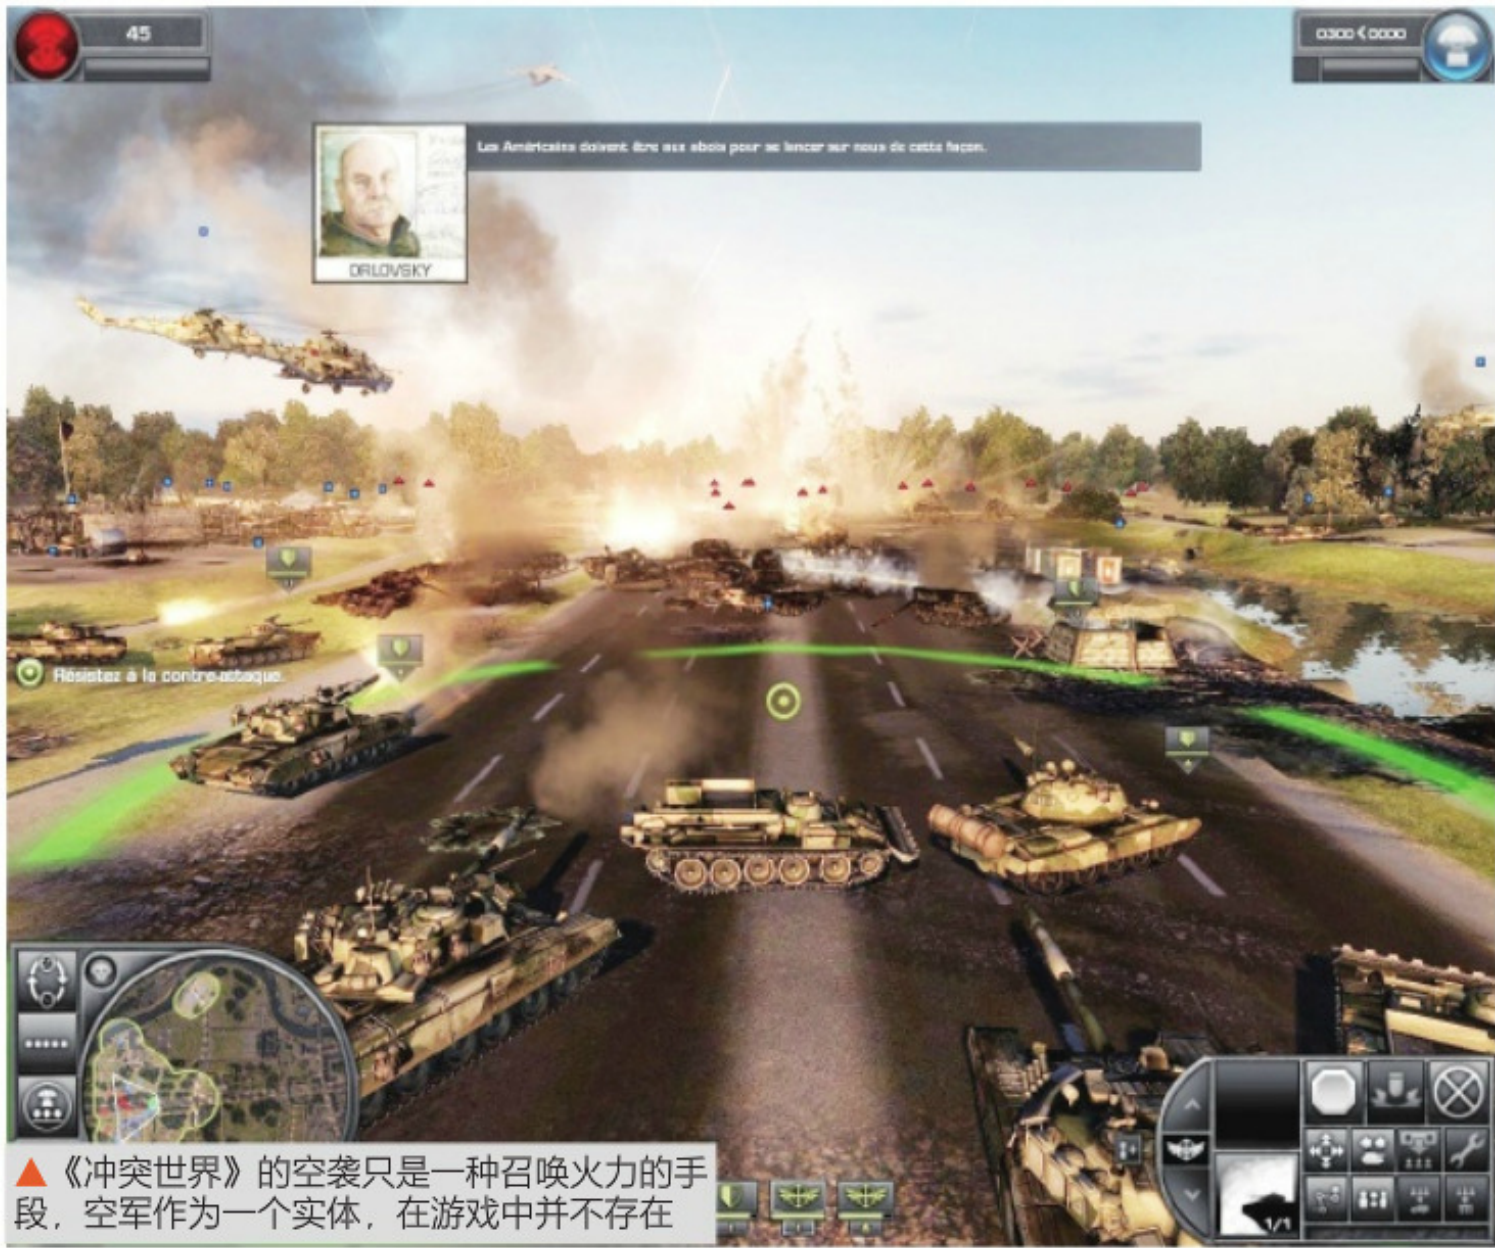 45
0300<0000
Les Américains doivent être aux abois pour se lancer sur nous de cette façon.
ORLOVSKY
Résistez à la contre-attaque.
▲《冲突世界》的空袭只是一种召唤火力的手
段，空军作为一个实体，在游戏中并不存在
1/1